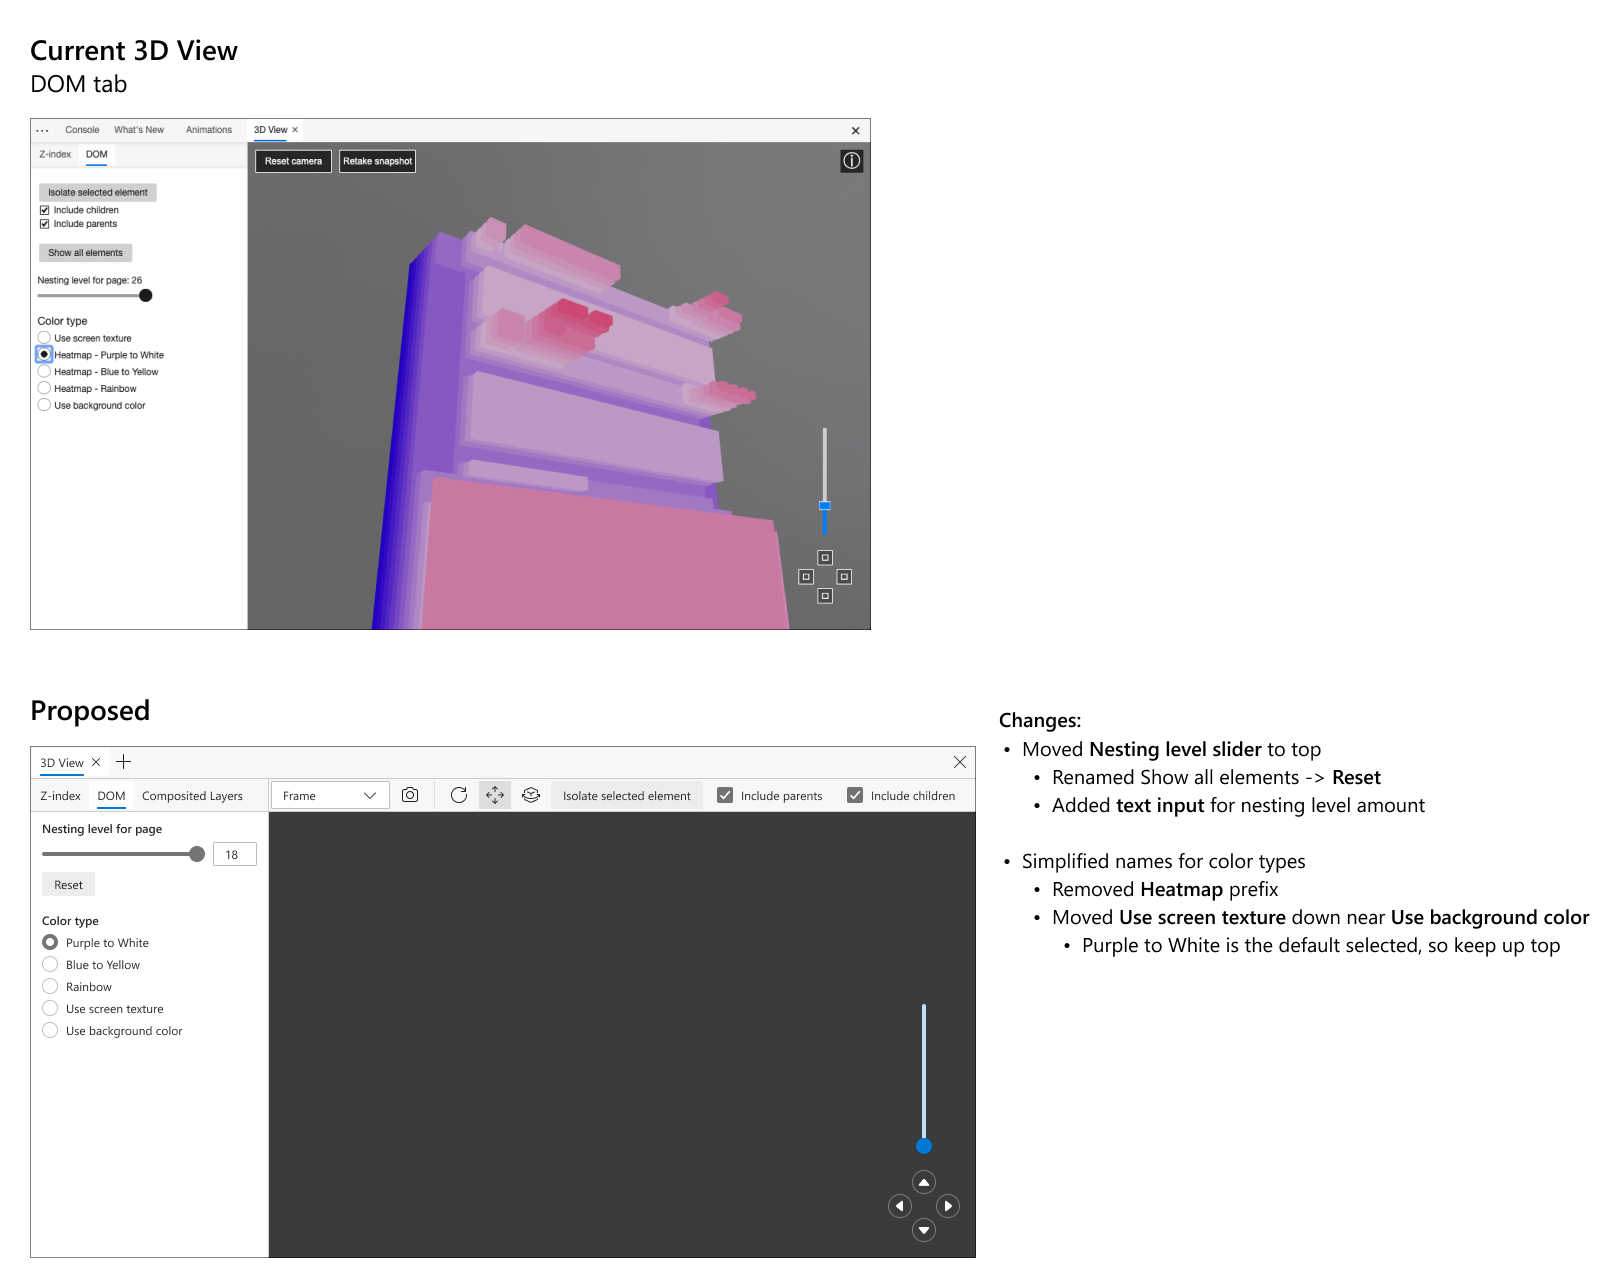 Current 3D View
DOM tab
... Console What's New Animations 3D View ×
Z-index DOM
Reset camera Retake snapshot
Isolate selected element
Include children
Include parents
Show all elements
Nesting level for page: 26
Color type
Use screen texture
Heatmap - Purple to White
Heatmap - Blue to Yellow
Heatmap - Rainbow
Use background color
Proposed
3D View
Z-index DOM Composited Layers Frame Isolate selected element Include parents Include children
Nesting level for page
18
Reset
Color type
Purple to White
Blue to Yellow
Rainbow
Use screen texture
Use background color
Changes:
• Moved Nesting level slider to top
• Renamed Show all elements -> Reset
• Added text input for nesting level amount
• Simplified names for color types
• Removed Heatmap prefix
• Moved Use screen texture down near Use background color
• Purple to White is the default selected, so keep up top